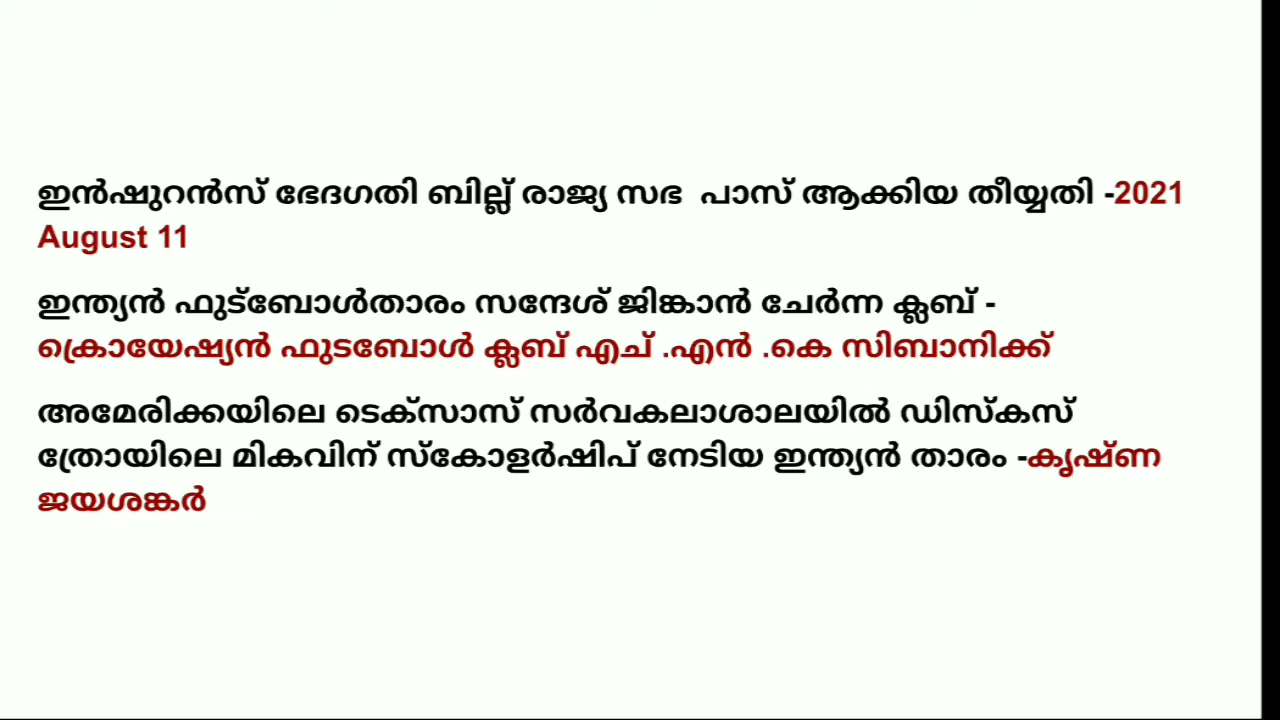 ഇൻഷുറൻസ് ഭേദഗതി ബില്ല് രാജ്യ സഭ പാസ് ആക്കിയ തീയ്യതി -2021
August 11
ഇന്ത്യൻ ഫുട്ബോൾതാരം സന്ദേശ് ജിങ്കാൻ ചേർന്ന ക്ലബ് -
ക്രൊയേഷ്യൻ ഫുടബോൾ ക്ലബ് എച് .എൻ .കെ സിബാനിക്ക്
അമേരിക്കയിലെ ടെക്സാസ് സർവകലാശാലയിൽ ഡിസ്കസ്
ത്രോയിലെ മികവിന് സ്കോളർഷിപ് നേടിയ ഇന്ത്യൻ താരം -കൃഷ്ണ
ജയശങ്കർ